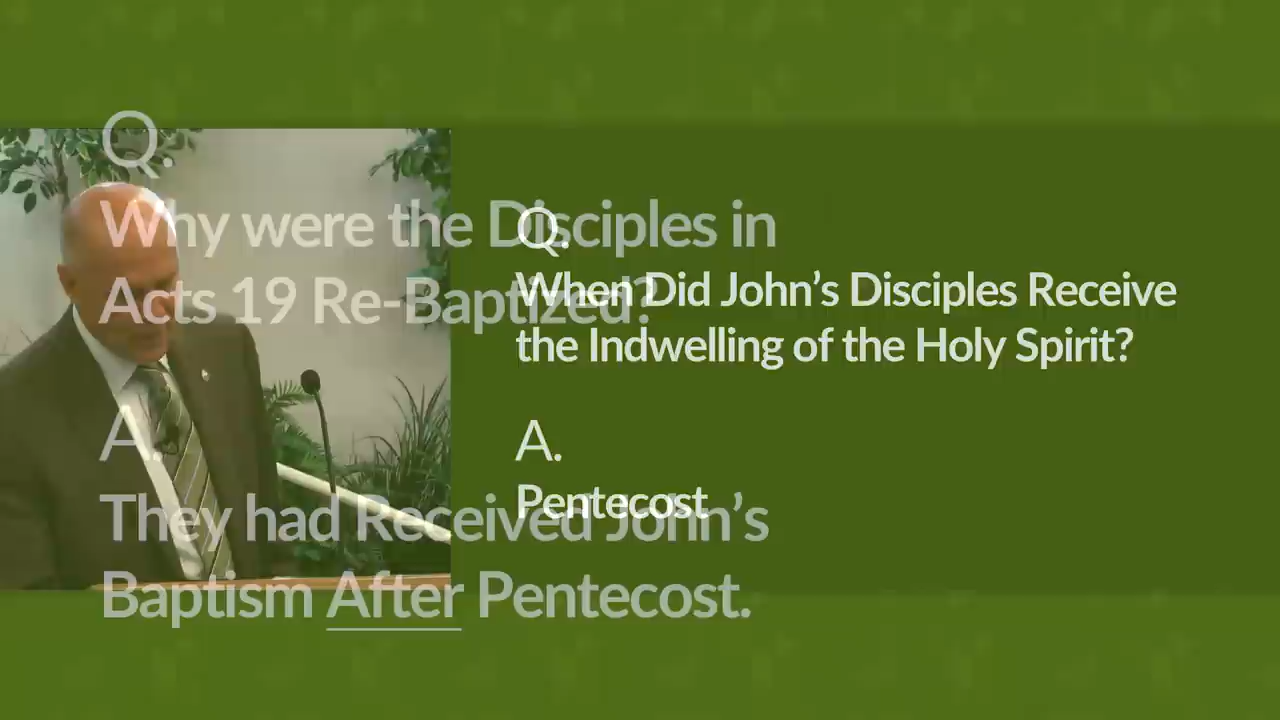 Q.
Why were the Disciples in
Acts 19 Re-Baptized?
A.
They had Received John's
Baptism After Pentecost.
Q.
When Did John's Disciples Receive
the Indwelling of the Holy Spirit?
A.
Pentecost